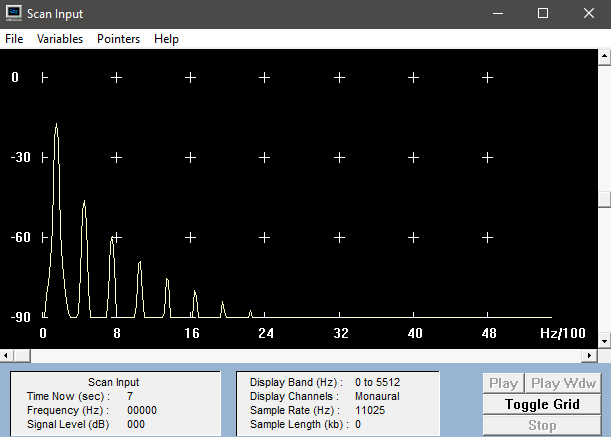 Scan Input
File Variables Pointers Help
0
-30
-60
-90
0 8 16 24 32 40 48 Hz/100
Scan Input
Time Now (sec) : 7
Frequency (Hz) : 00000
Signal Level (dB) 000
Display Band (Hz) : 0 to 5512
Display Channels : Monaural
Sample Rate (Hz) : 11025
Sample Length (kb) : 0
Play Play Wdw
Toggle Grid
Stop